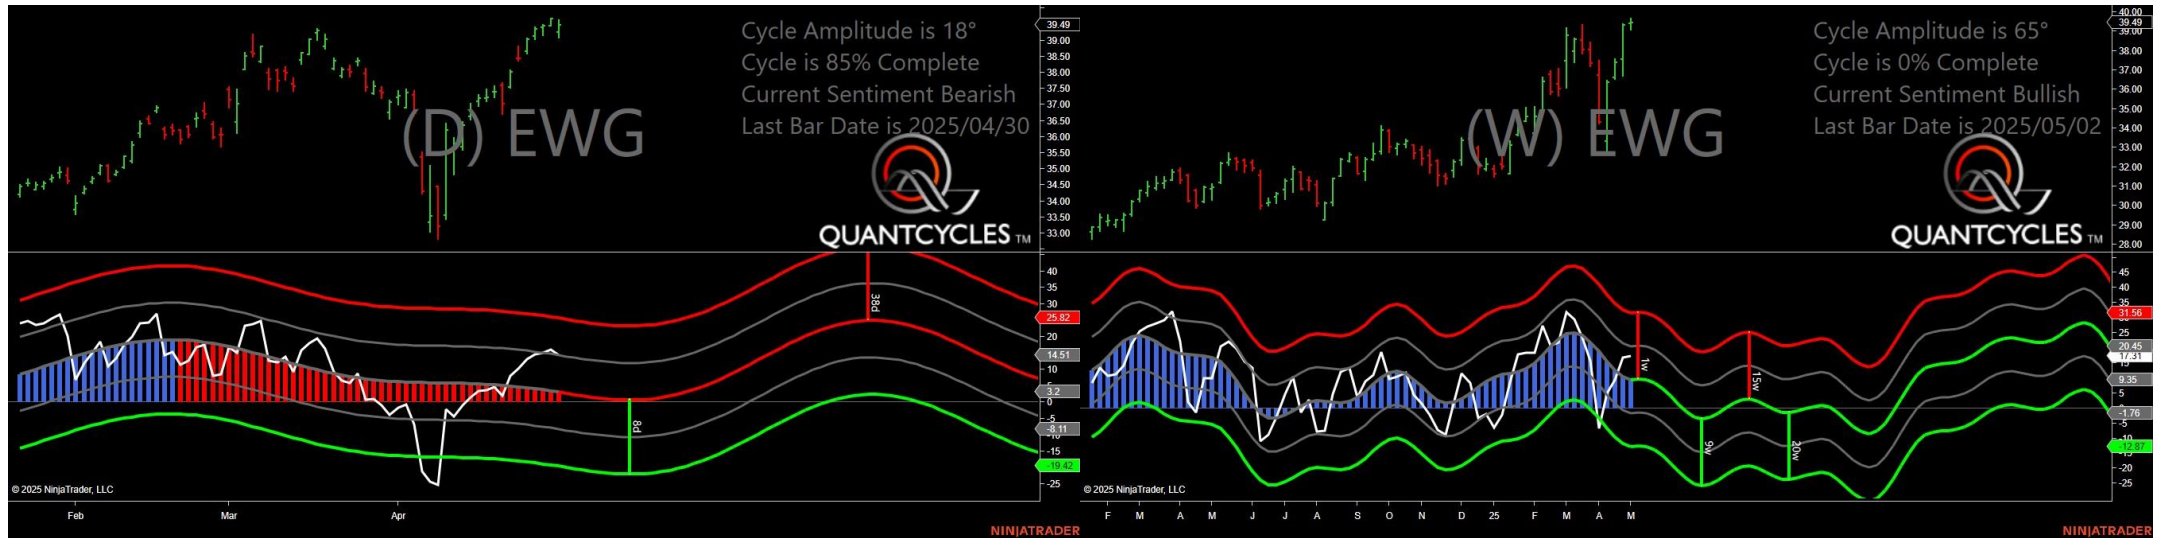 Cycle Amplitude is 18°
Cycle is 85% Complete
Current Sentiment Bearish
Last Bar Date is 2025/04/30
(D) EWG
QUANTCYCLES TM
39.49
39.00
38.50
38.00
37.50
37.00
36.50
36.00
35.50
35.00
34.50
34.00
33.50
33.00
40
35
30
25.82
20
14.51
10
3.2
0
-5
-8.11
-15
-19.42
-25
38d
8d
© 2025 NinjaTrader, LLC
Feb
Mar
Apr
NINJATRADER
Cycle Amplitude is 65°
Cycle is 0% Complete
Current Sentiment Bullish
Last Bar Date is 2025/05/02
(W) EWG
QUANTCYCLES TM
40.00
39.49
39.00
38.00
37.00
36.00
35.00
34.00
33.00
32.00
31.00
30.00
29.00
28.00
45
40
35
31.56
25
20.45
17.31
9.35
5
-1.76
-5
-12.87
-20
-25
1w
15w
9w
20w
© 2025 NinjaTrader, LLC
F
M
A
M
J
J
A
S
O
N
D
25
F
M
A
M
NINJATRADER